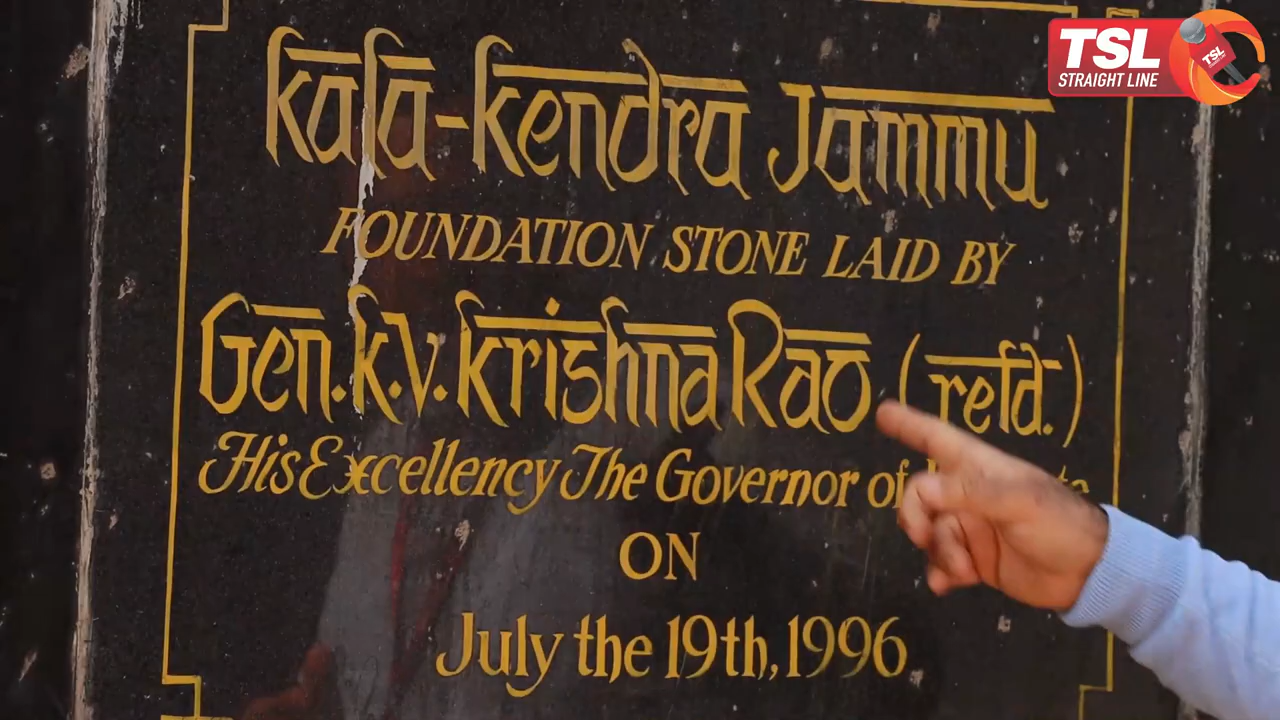 Kala-Kendra Jammu
FOUNDATION STONE LAID BY
Gen. K.V. Krishna Rao (retd.)
His Excellency The Governor of
ON
July the 19th, 1996
TSL
STRAIGHT LINE
TSL